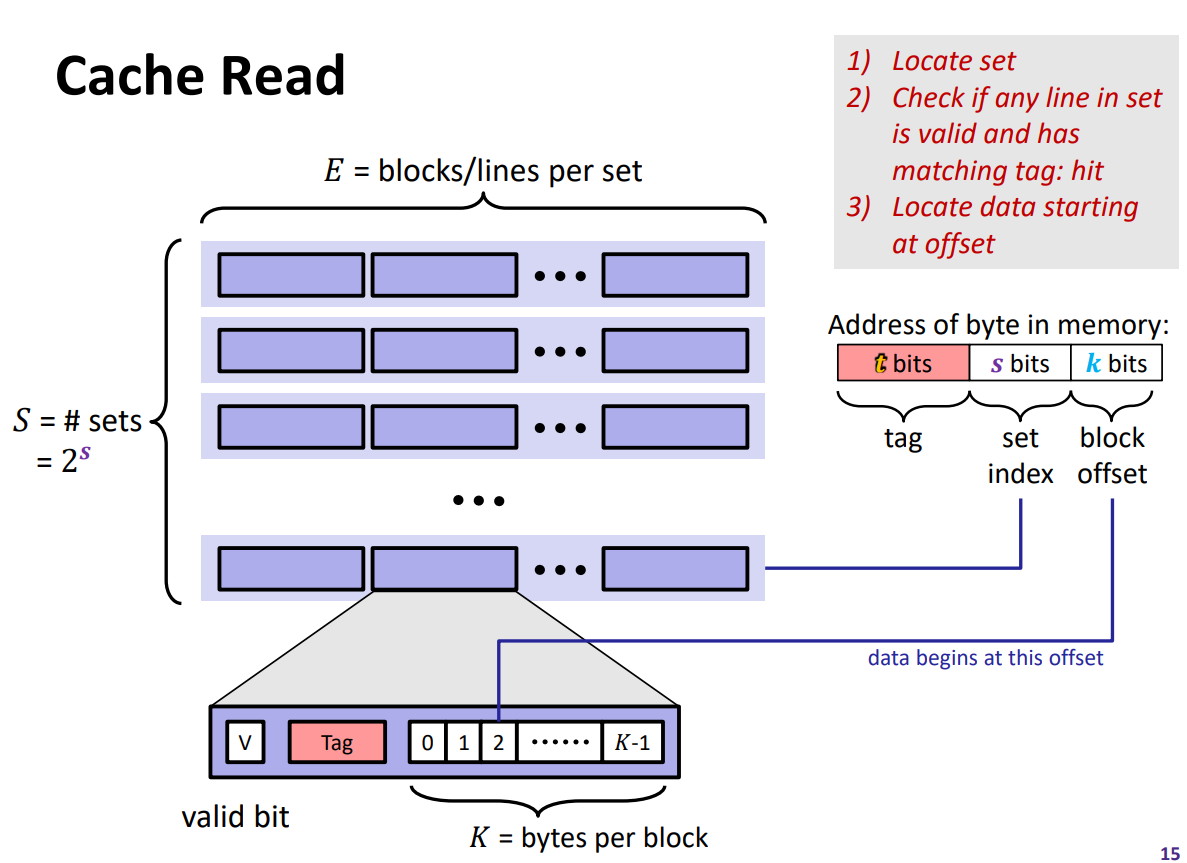 Cache Read
1) Locate set
2) Check if any line in set
is valid and has
matching tag: hit
3) Locate data starting
at offset
E = blocks/lines per set
• • •
• • •
• • •
• • •
• • •
S = # sets
= 2^s
Address of byte in memory:
t bits s bits k bits
tag set index block offset
data begins at this offset
V Tag 0 1 2 •••••• K-1
valid bit
K = bytes per block
15